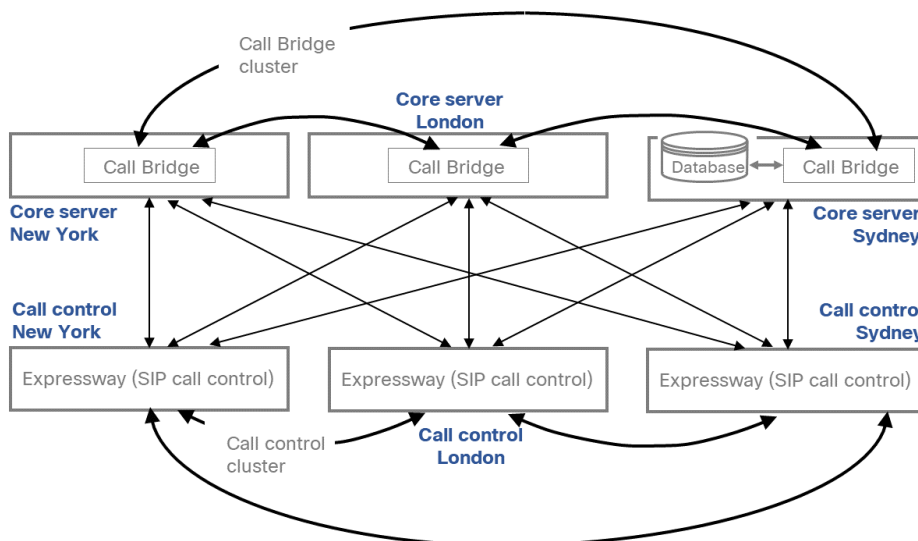 Call Bridge
cluster
Core server
London
Call Bridge
Call Bridge
Database
Call Bridge
Core server
New York
Core server
Sydney
Call control
New York
Call control
Sydney
Expressway (SIP call control)
Expressway (SIP call control)
Expressway (SIP call control)
Call control
cluster
Call control
London